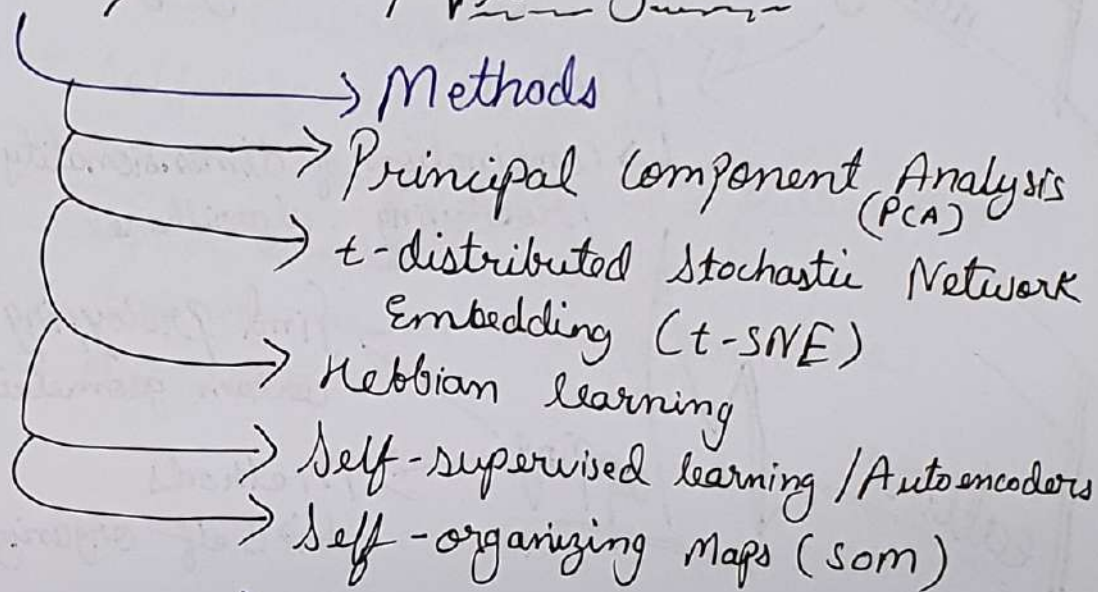 Methods
Principal Component Analysis
(PCA)
t-distributed Stochastic Network
Embedding (t-SNE)
Hebbian learning
Self-supervised learning /Autoencoders
Self-organizing Maps (SOM)